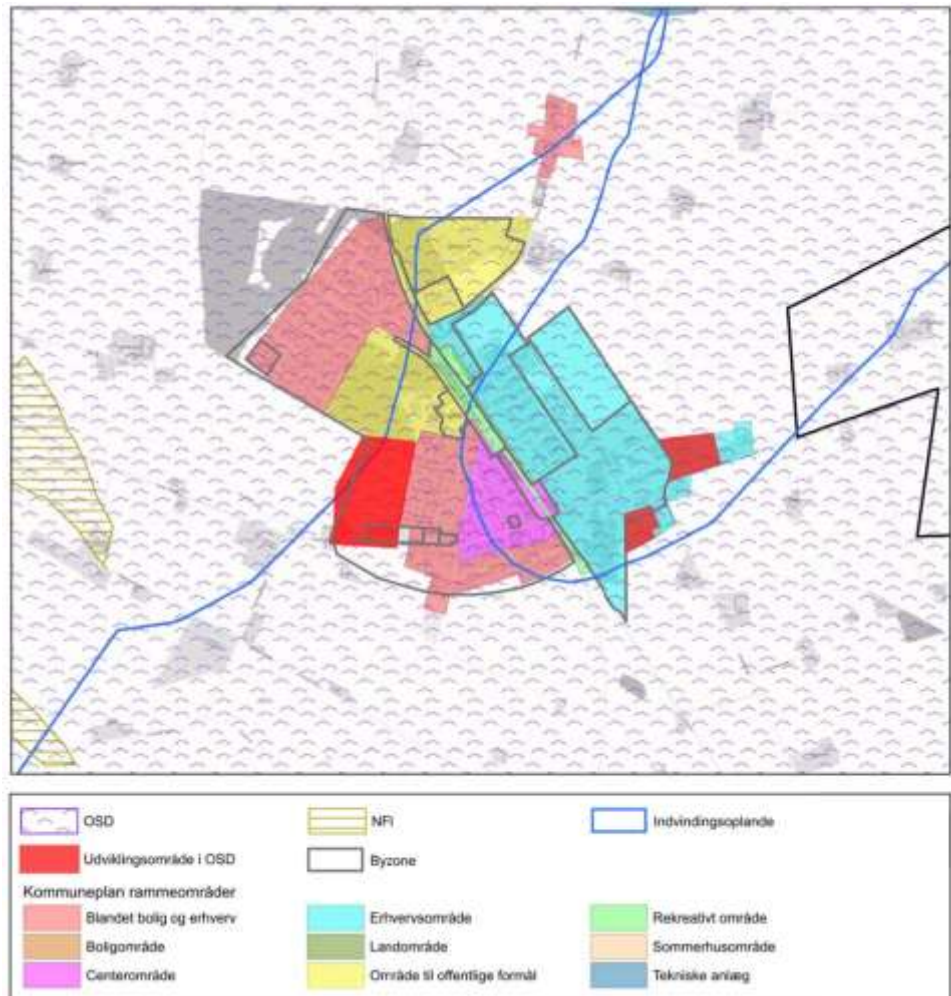 OSD
NFI
Indvindingsoplande
Udviklingsområde i OSD
Byzone
Kommuneplan rammeområder
Blandet bolig og erhverv
Erhvervsområde
Rekreativt område
Boligområde
Landområde
Sommerhusområde
Centerområde
Område til offentlige formål
Tekniske anlæg